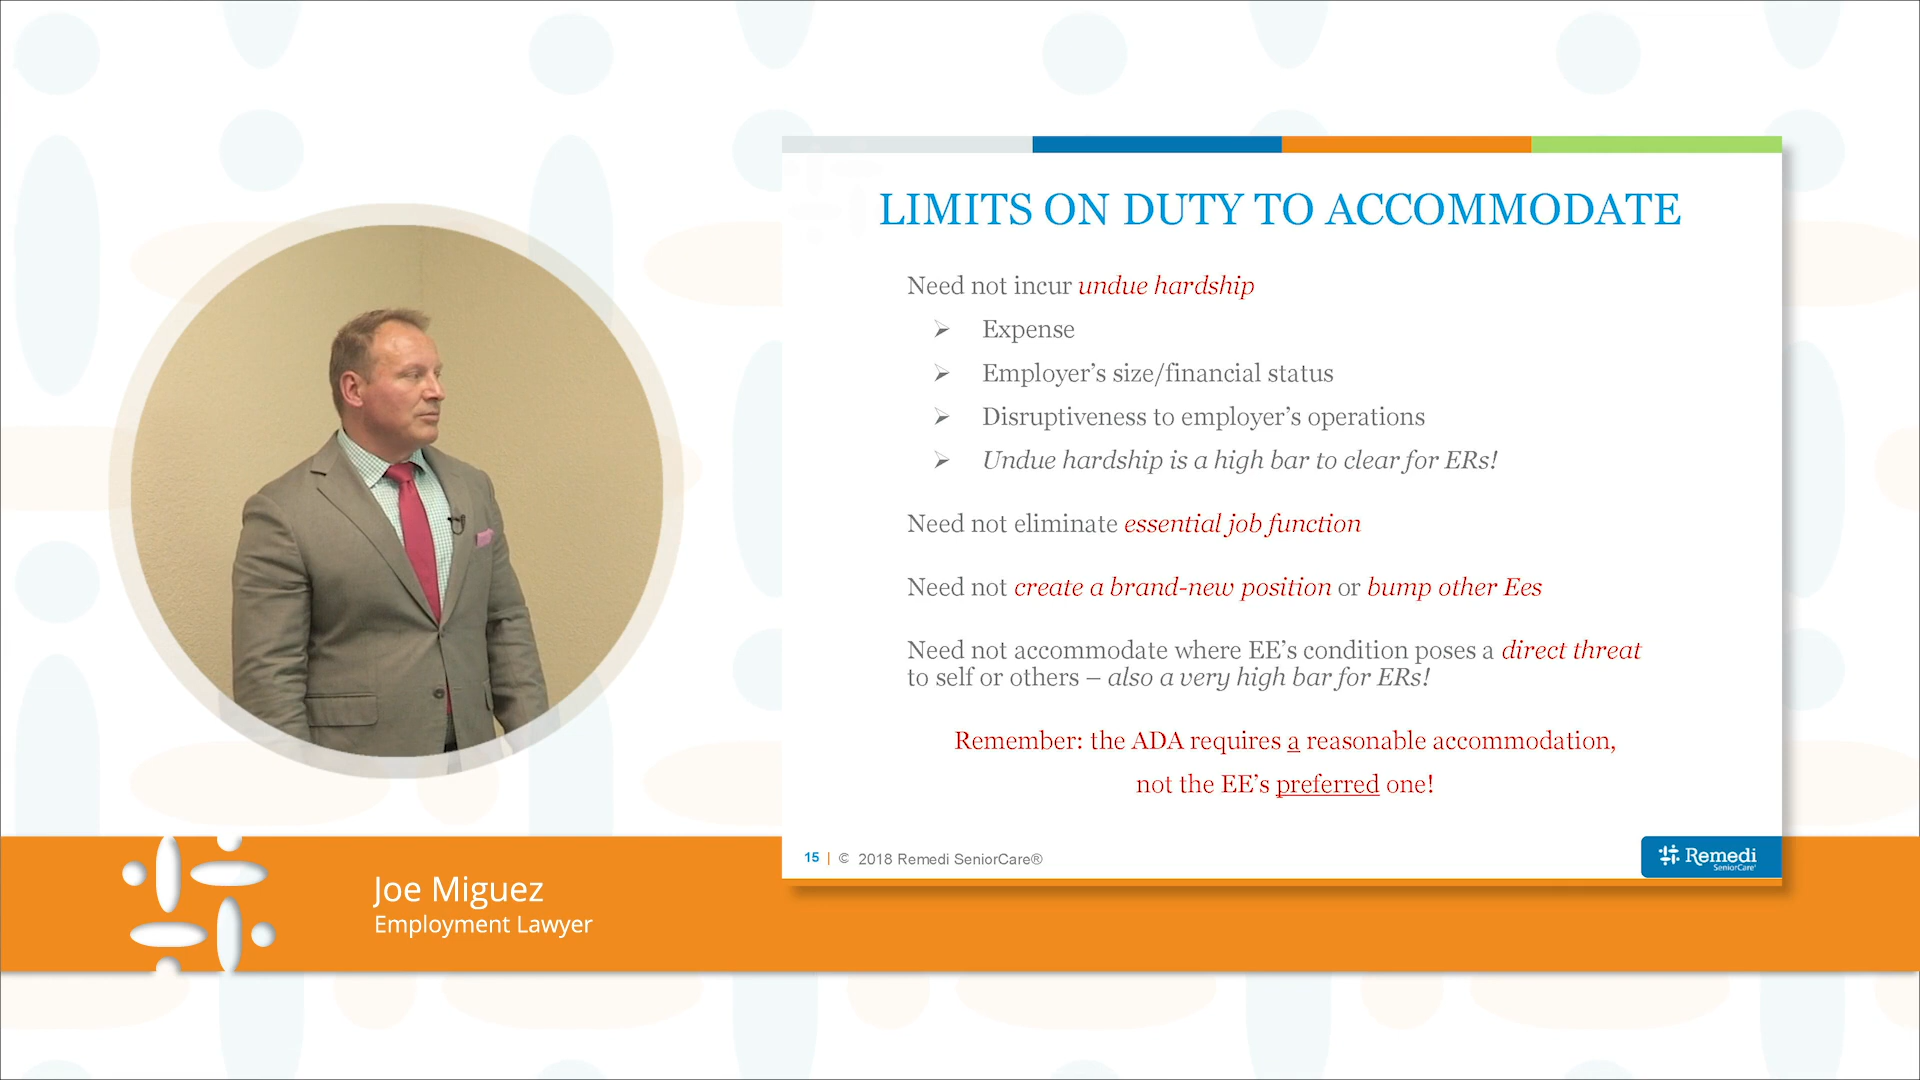 LIMITS ON DUTY TO ACCOMMODATE
Need not incur undue hardship
➤ Expense
➤ Employer’s size/financial status
➤ Disruptiveness to employer’s operations
➤ Undue hardship is a high bar to clear for ERs!
Need not eliminate essential job function
Need not create a brand-new position or bump other Ees
Need not accommodate where EE’s condition poses a direct threat
to self or others – also a very high bar for ERs!
Remember: the ADA requires a reasonable accommodation,
not the EE’s preferred one!
15 | © 2018 Remedi SeniorCare®
Remedi
SeniorCare®
Joe Miguez
Employment Lawyer